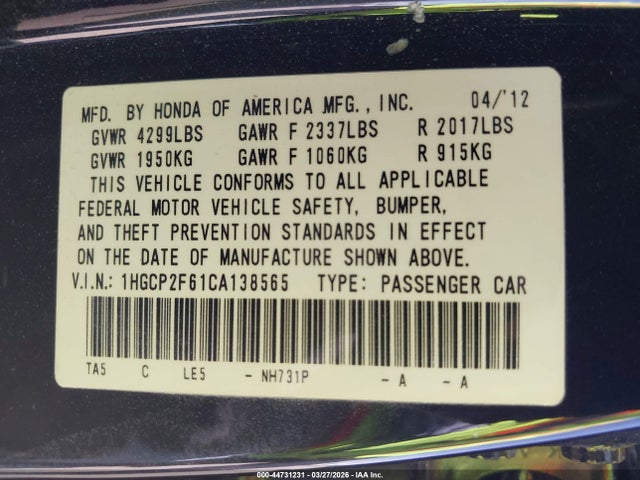 MFD. BY HONDA OF AMERICA MFG., INC. 04/'12
GVWR 4299LBS GAWR F 2337LBS R 2017LBS
GVWR 1950KG GAWR F 1060KG R 915KG
THIS VEHICLE CONFORMS TO ALL APPLICABLE
FEDERAL MOTOR VEHICLE SAFETY, BUMPER,
AND THEFT PREVENTION STANDARDS IN EFFECT
ON THE DATE OF MANUFACTURE SHOWN ABOVE.
V.I.N.: 1HGCP2F61CA138565 TYPE: PASSENGER CAR
TA5 C LE5 - NH731P - A - A
000-44731231 - 03/27/2026 - IAA Inc.